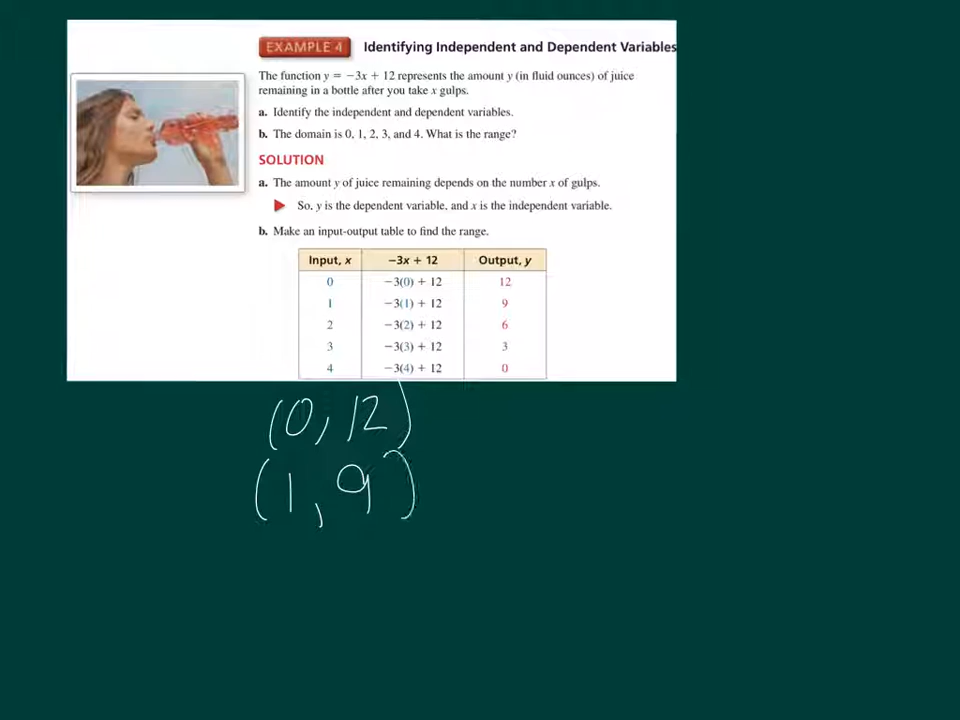 EXAMPLE 4 Identifying Independent and Dependent Variables
The function y = −3x + 12 represents the amount y (in fluid ounces) of juice
remaining in a bottle after you take x gulps.
a. Identify the independent and dependent variables.
b. The domain is 0, 1, 2, 3, and 4. What is the range?
SOLUTION
a. The amount y of juice remaining depends on the number x of gulps.
So, y is the dependent variable, and x is the independent variable.
b. Make an input-output table to find the range.
Input, x −3x + 12 Output, y
0 −3(0) + 12 12
1 −3(1) + 12 9
2 −3(2) + 12 6
3 −3(3) + 12 3
4 −3(4) + 12 0
(0, 12)
(1, 9)